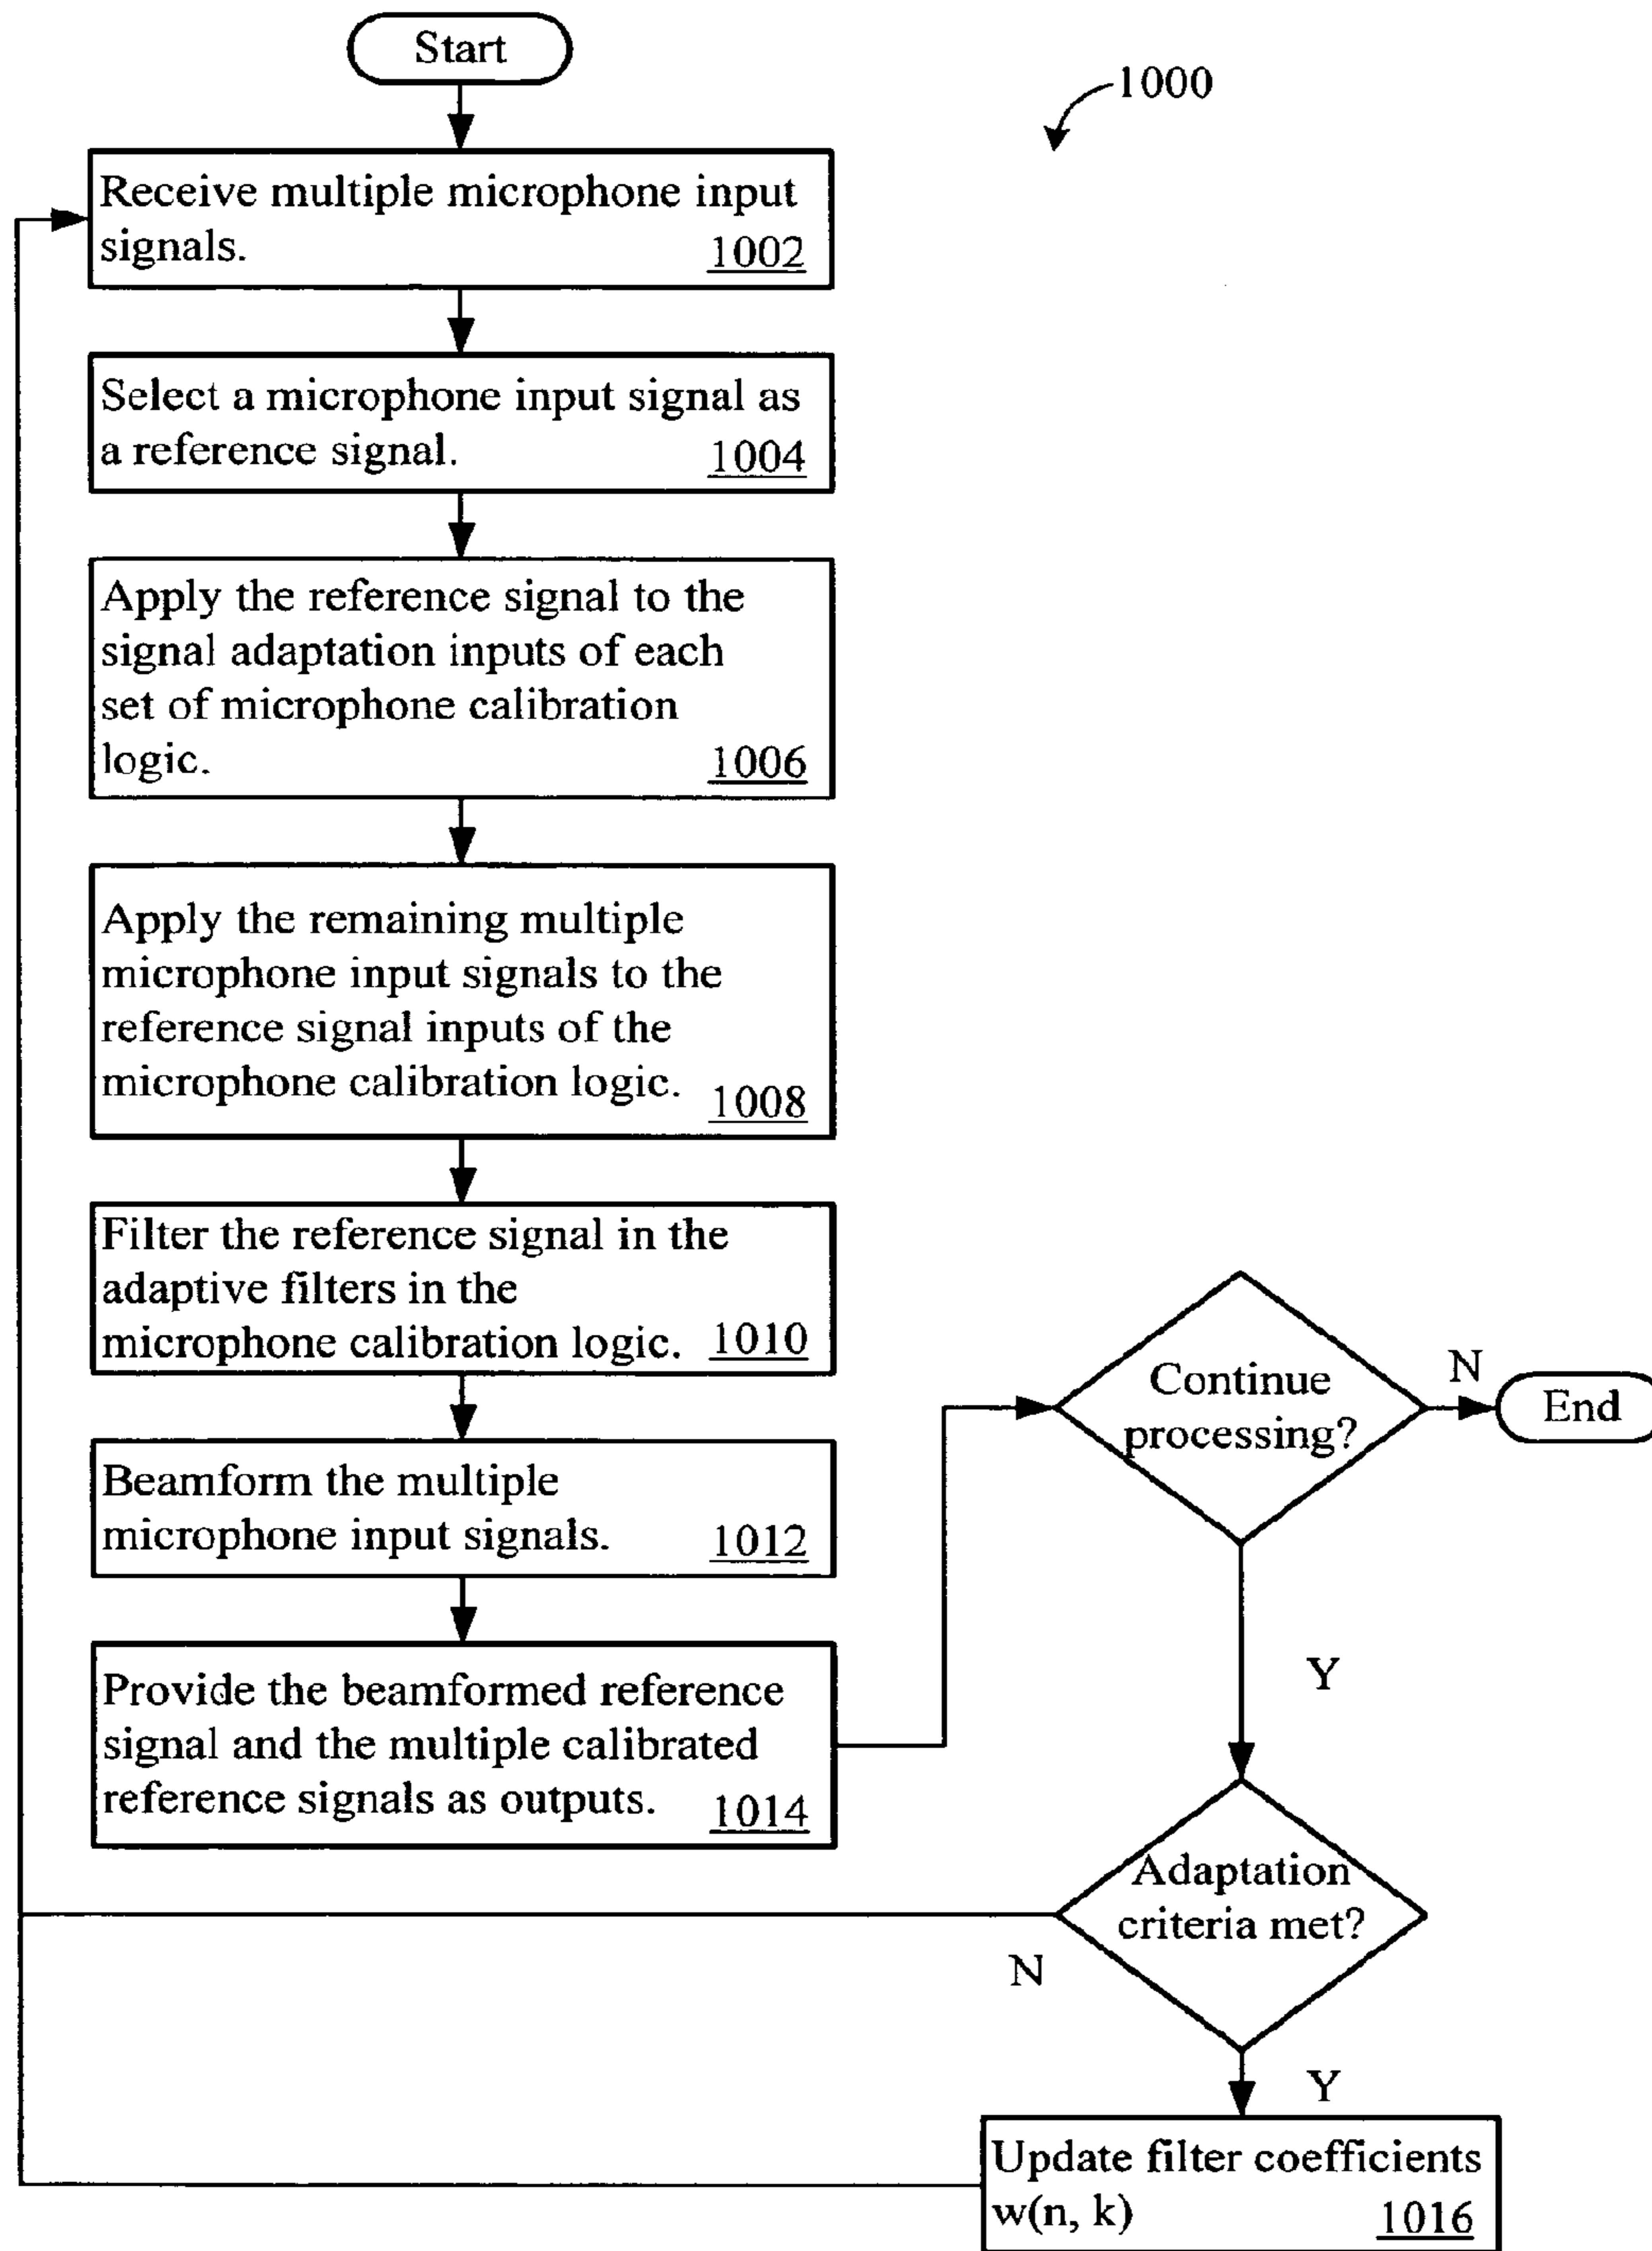 Start
1000
Receive multiple microphone input
signals. 1002
Select a microphone input signal as
a reference signal. 1004
Apply the reference signal to the
signal adaptation inputs of each
set of microphone calibration
logic. 1006
Apply the remaining multiple
microphone input signals to the
reference signal inputs of the
microphone calibration logic. 1008
Filter the reference signal in the
adaptive filters in the
microphone calibration logic. 1010
Beamform the multiple
microphone input signals. 1012
Provide the beamformed reference
signal and the multiple calibrated
reference signals as outputs. 1014
Continue
processing?
N
End
Y
Adaptation
criteria met?
N
Y
Update filter coefficients
w(n, k) 1016